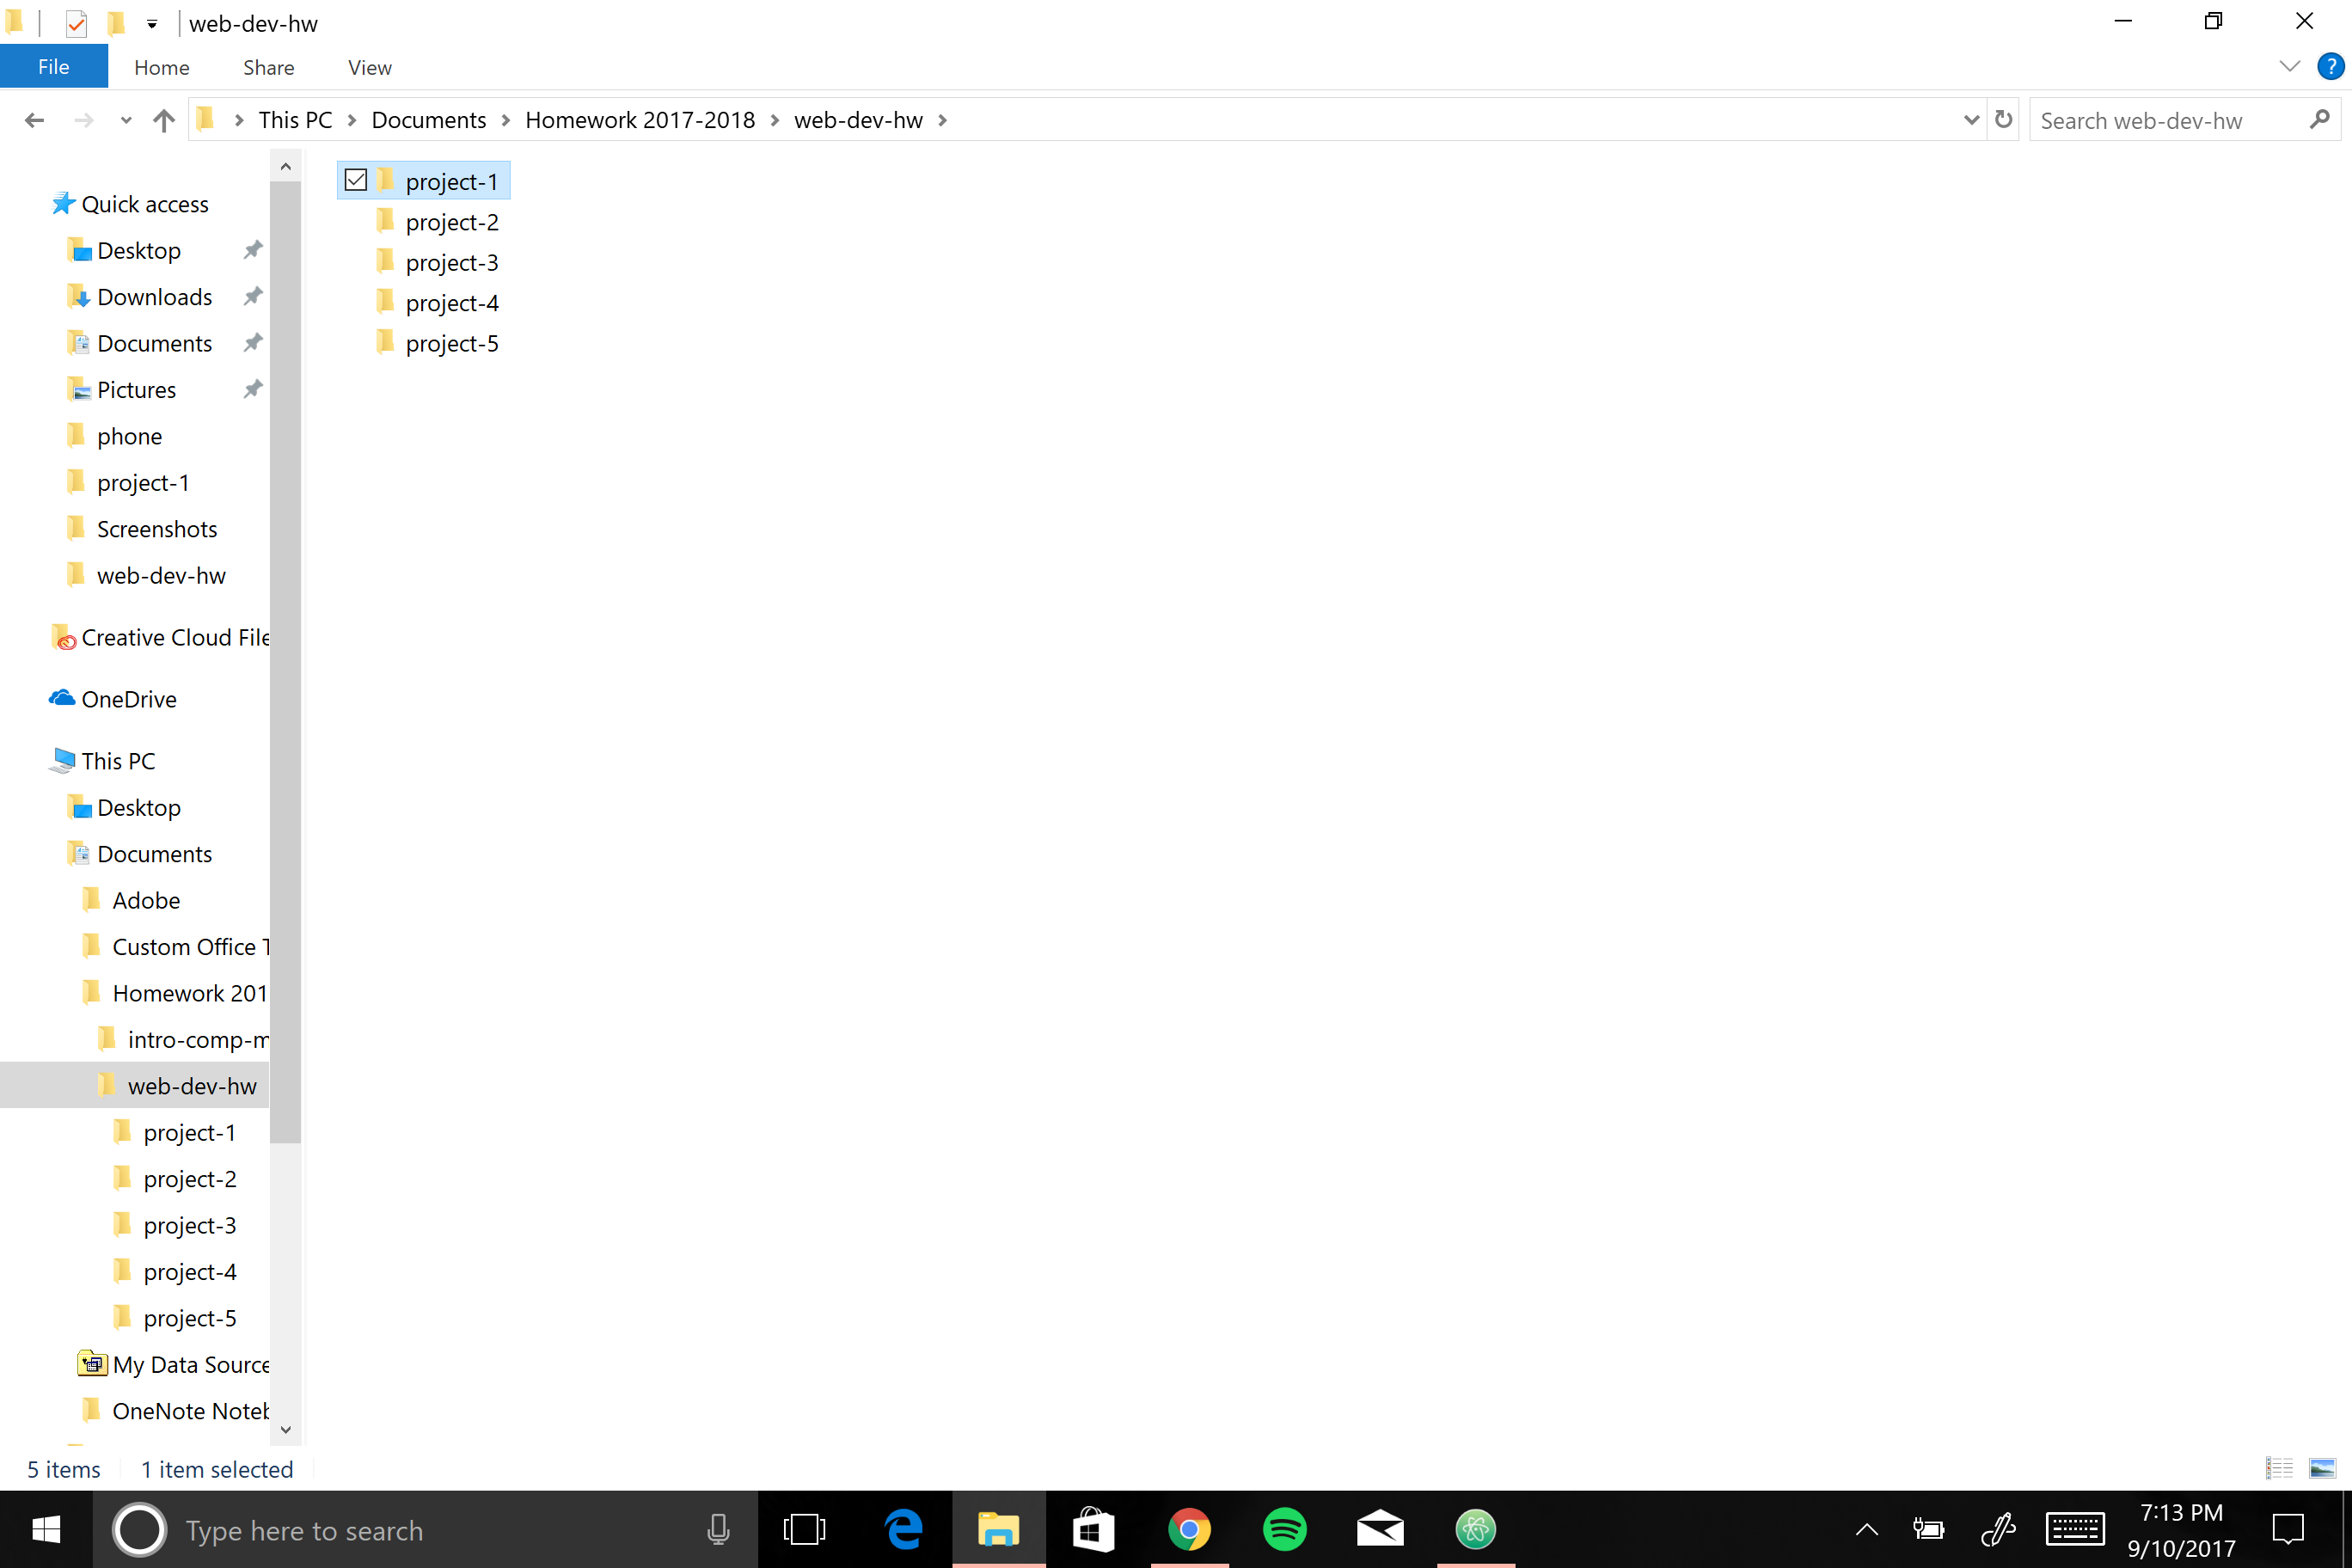 web-dev-hw
File Home Share View
?
This PC Documents Homework 2017-2018 web-dev-hw
Search web-dev-hw
project-1
project-2
project-3
project-4
project-5
Quick access
Desktop
Downloads
Documents
Pictures
phone
project-1
Screenshots
web-dev-hw
Creative Cloud File
OneDrive
This PC
Desktop
Documents
Adobe
Custom Office T
Homework 201
intro-comp-m
web-dev-hw
project-1
project-2
project-3
project-4
project-5
My Data Source
OneNote Noteb
5 items 1 item selected
Type here to search
7:13 PM
9/10/2017